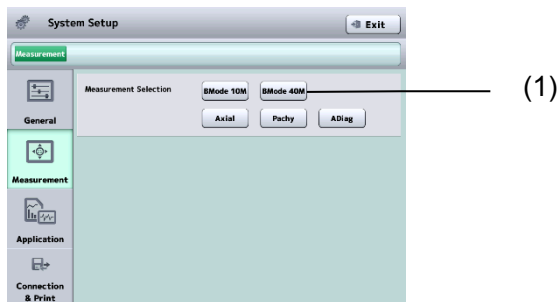 System Setup
Exit
Measurement
General
Measurement
Application
Connection
& Print
Measurement Selection
BMode 10M
BMode 40M
Axial
Pachy
ADiag
(1)